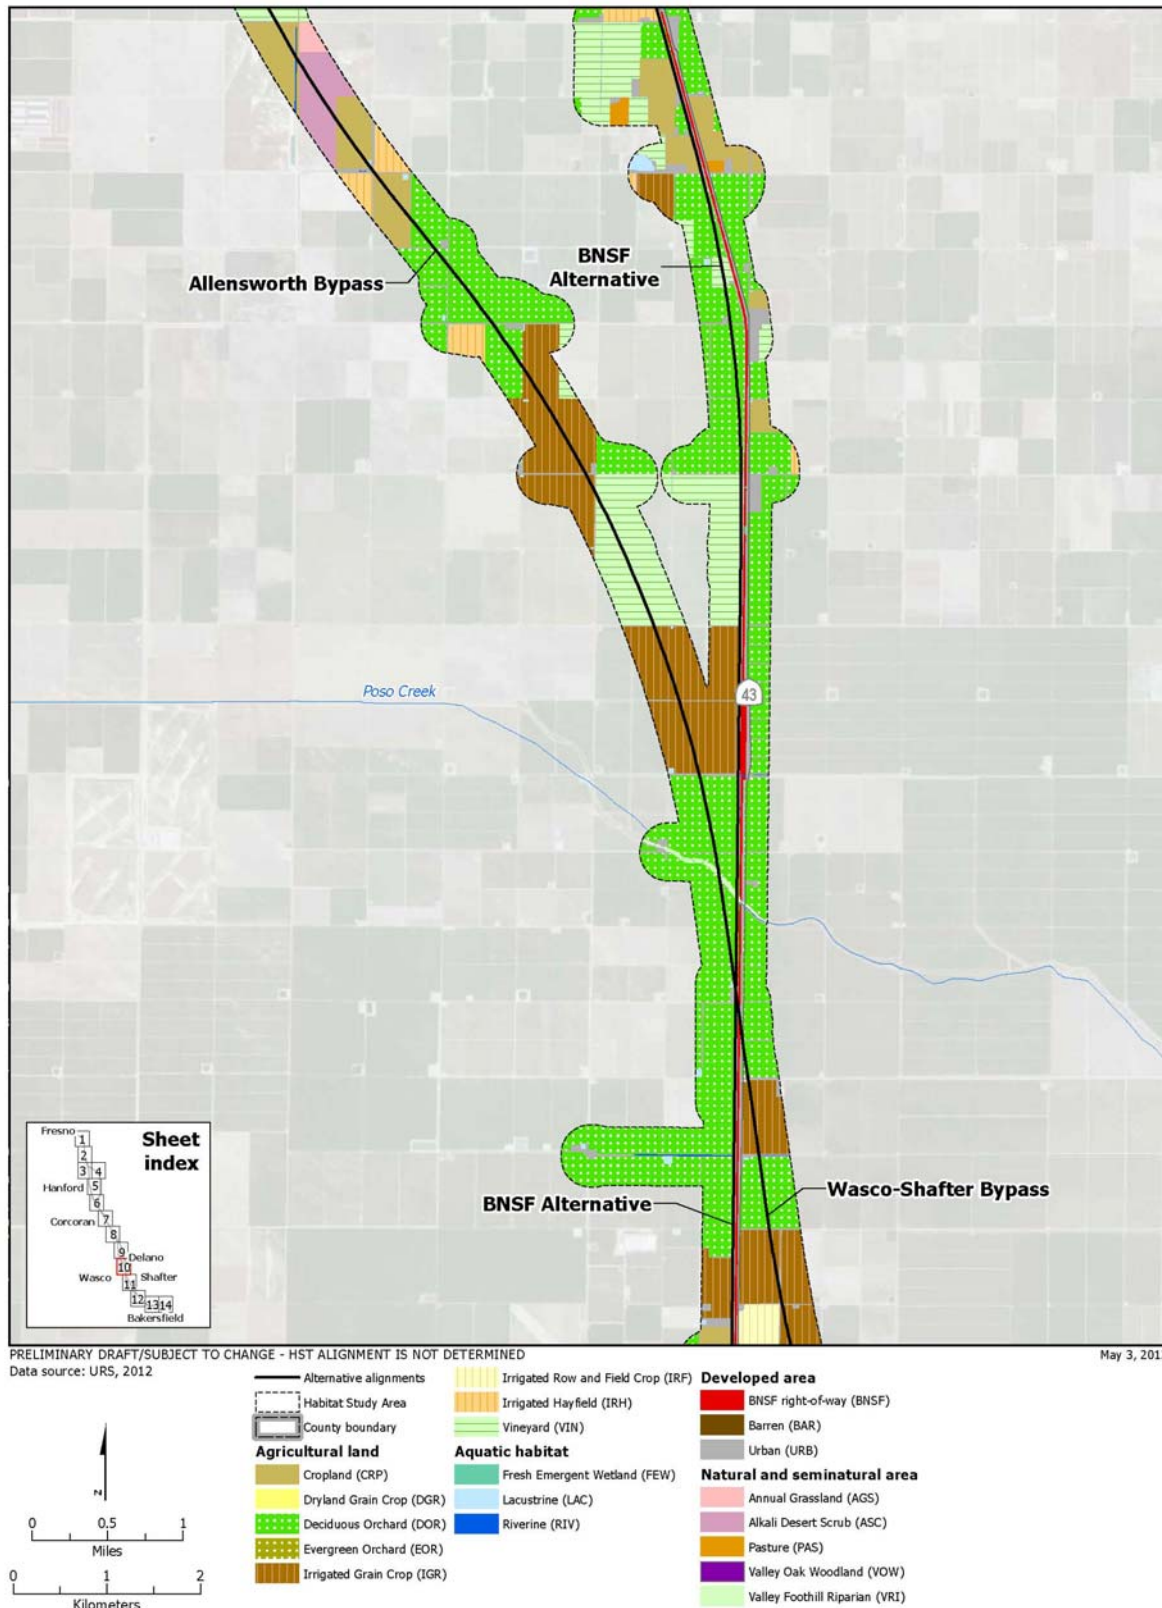 Allensworth Bypass
BNSF
Alternative
Poso Creek
43
BNSF Alternative
Wasco-Shafter Bypass
Sheet
index
Fresno
1
2
3
4
Hanford
5
6
Corcoran
7
8
9
Delano
10
Wasco
11
Shafter
12
13
14
Bakersfield
PRELIMINARY DRAFT/SUBJECT TO CHANGE - HST ALIGNMENT IS NOT DETERMINED
May 3, 201
Data source: URS, 2012
Z
0 0.5 1
Miles
0 1 2
Kilometers
Alternative alignments
Habitat Study Area
County boundary
Agricultural land
Cropland (CRP)
Dryland Grain Crop (DGR)
Deciduous Orchard (DOR)
Evergreen Orchard (EOR)
Irrigated Grain Crop (IGR)
Irrigated Row and Field Crop (IRF)
Irrigated Hayfield (IRH)
Vineyard (VIN)
Aquatic habitat
Fresh Emergent Wetland (FEW)
Lacustrine (LAC)
Riverine (RIV)
Developed area
BNSF right-of-way (BNSF)
Barren (BAR)
Urban (URB)
Natural and seminatural area
Annual Grassland (AGS)
Alkali Desert Scrub (ASC)
Pasture (PAS)
Valley Oak Woodland (VOW)
Valley Foothill Riparian (VRI)